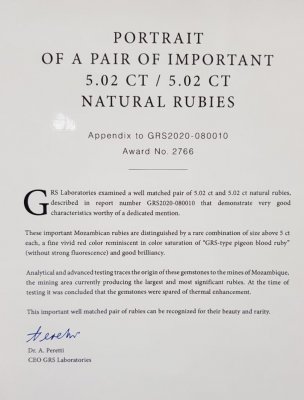 PORTRAIT
OF A PAIR OF IMPORTANT
5.02 CT / 5.02 CT
NATURAL RUBIES
Appendix to GRS2020-080010
Award No. 2766
GRS Laboratories examined a well matched pair of 5.02 ct and 5.02 ct natural rubies,
described in report number GRS2020-080010 that demonstrate very good
characteristics worthy of a dedicated mention.
These important Mozambican rubies are distinguished by a rare combination of size above 5 ct
each, a fine vivid red color reminiscent in color saturation of "GRS-type pigeon blood ruby"
(without strong fluorescence) and good brilliancy.
Analytical and advanced testing traces the origin of these gemstones to the mines of Mozambique,
the mining area currently producing the largest and most significant rubies. At the time of
testing it was concluded that the gemstones were spared of thermal enhancement.
This important well matched pair of rubies can be recognized for their beauty and rarity.
Dr. A. Peretti
CEO GRS Laboratories